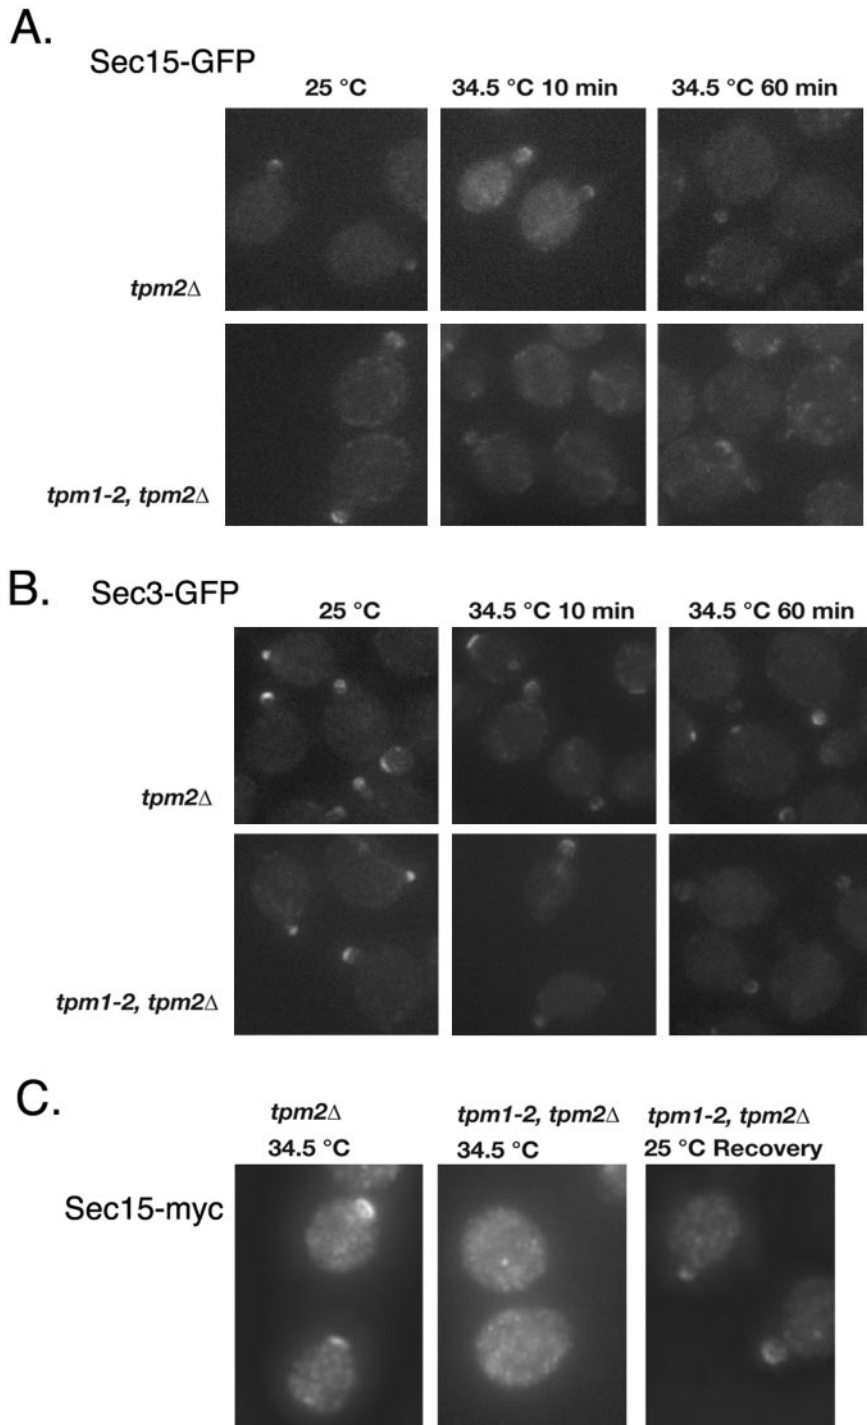 A.
Sec15-GFP
25 °C 34.5 °C 10 min 34.5 °C 60 min
tpm2Δ
tpm1-2, tpm2Δ
B. Sec3-GFP
25 °C 34.5 °C 10 min 34.5 °C 60 min
tpm2Δ
tpm1-2, tpm2Δ
C.
tpm2Δ tpm1-2, tpm2Δ tpm1-2, tpm2Δ
34.5 °C 34.5 °C 25 °C Recovery
Sec15-myc